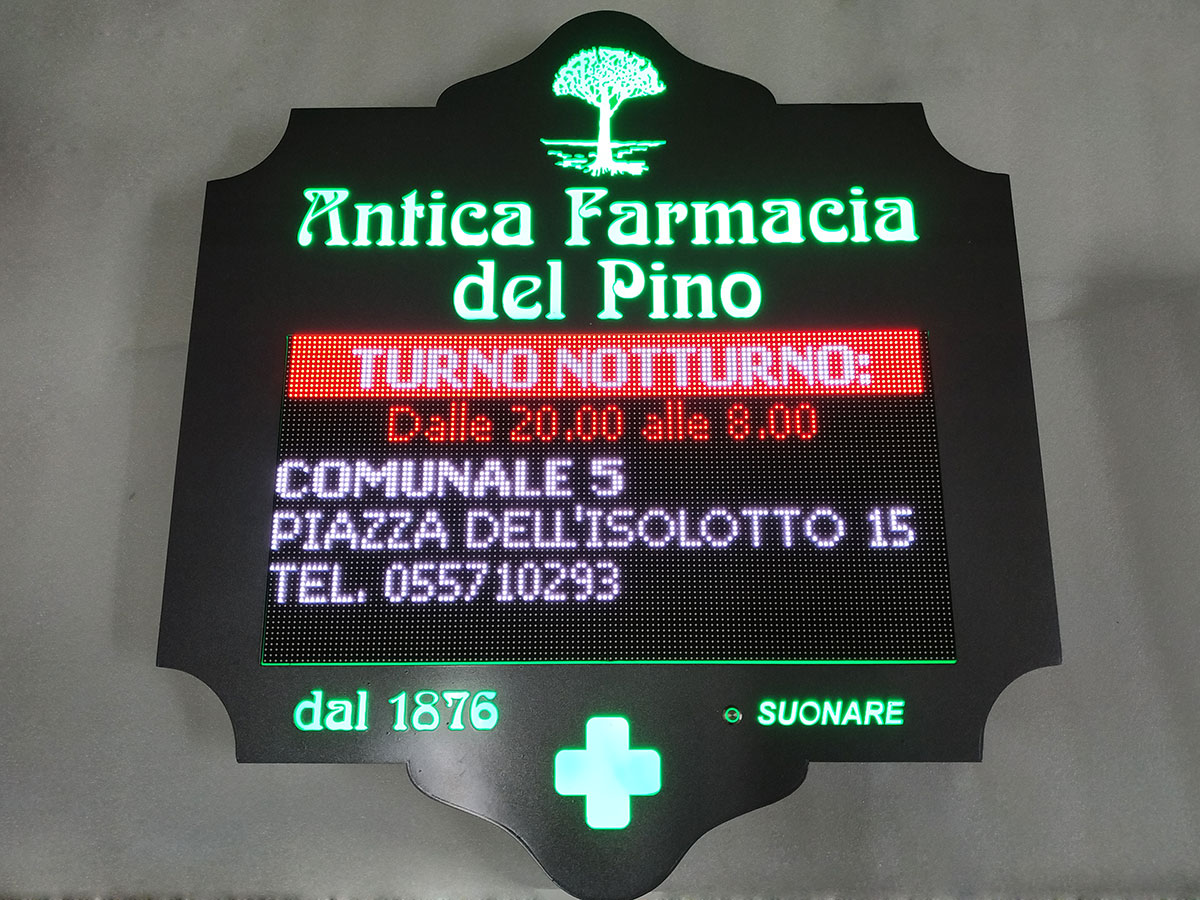 Antica Farmacia
del Pino
TURNO NOTTURNO:
Dalle 20.00 alle 8.00
COMUNALE 5
PIAZZA DELL'ISOLOTTO 15
TEL. 055710293
dal 1876
SUONARE